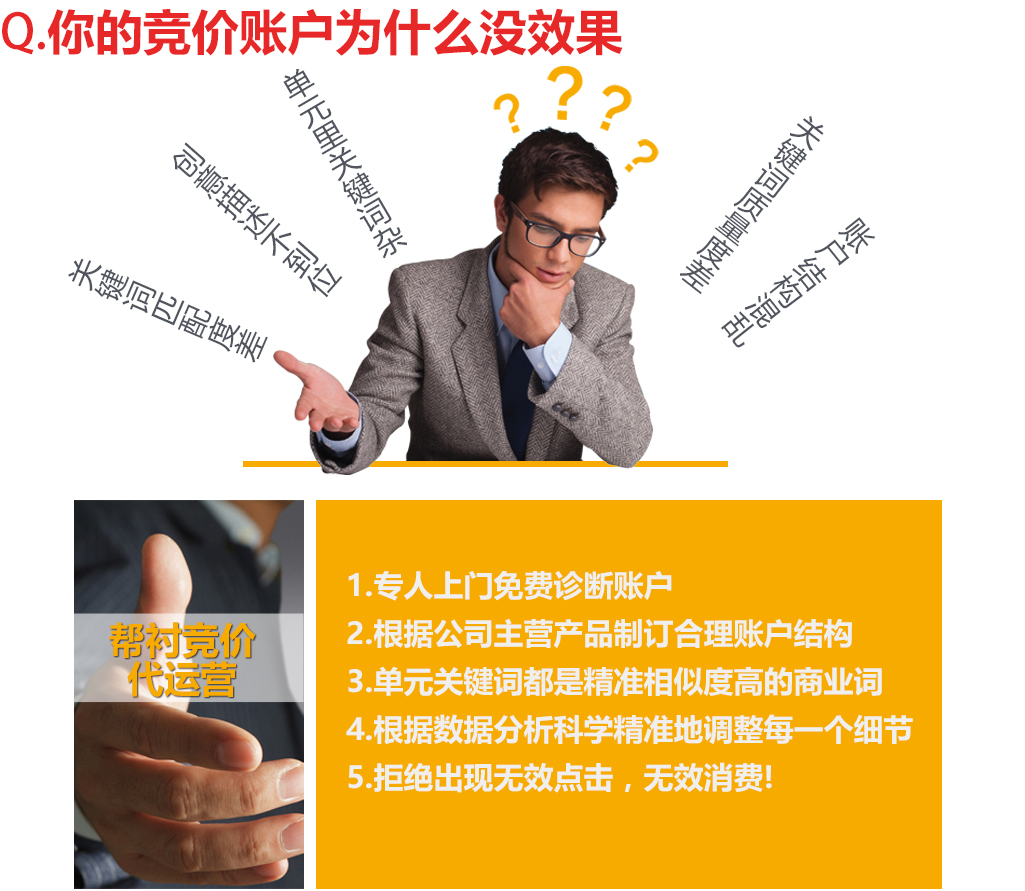 Q.你的竞价账户为什么没效果
? ? ? ?
单元里关键词杂
创意描述不到位
关键词匹配度差
关键词质量度差
账户结构混乱
帮衬竞价
代运营
1.专人上门免费诊断账户
2.根据公司主营产品制订合理账户结构
3.单元关键词都是精准相似度高的商业词
4.根据数据分析科学精准地调整每一个细节
5.拒绝出现无效点击，无效消费!